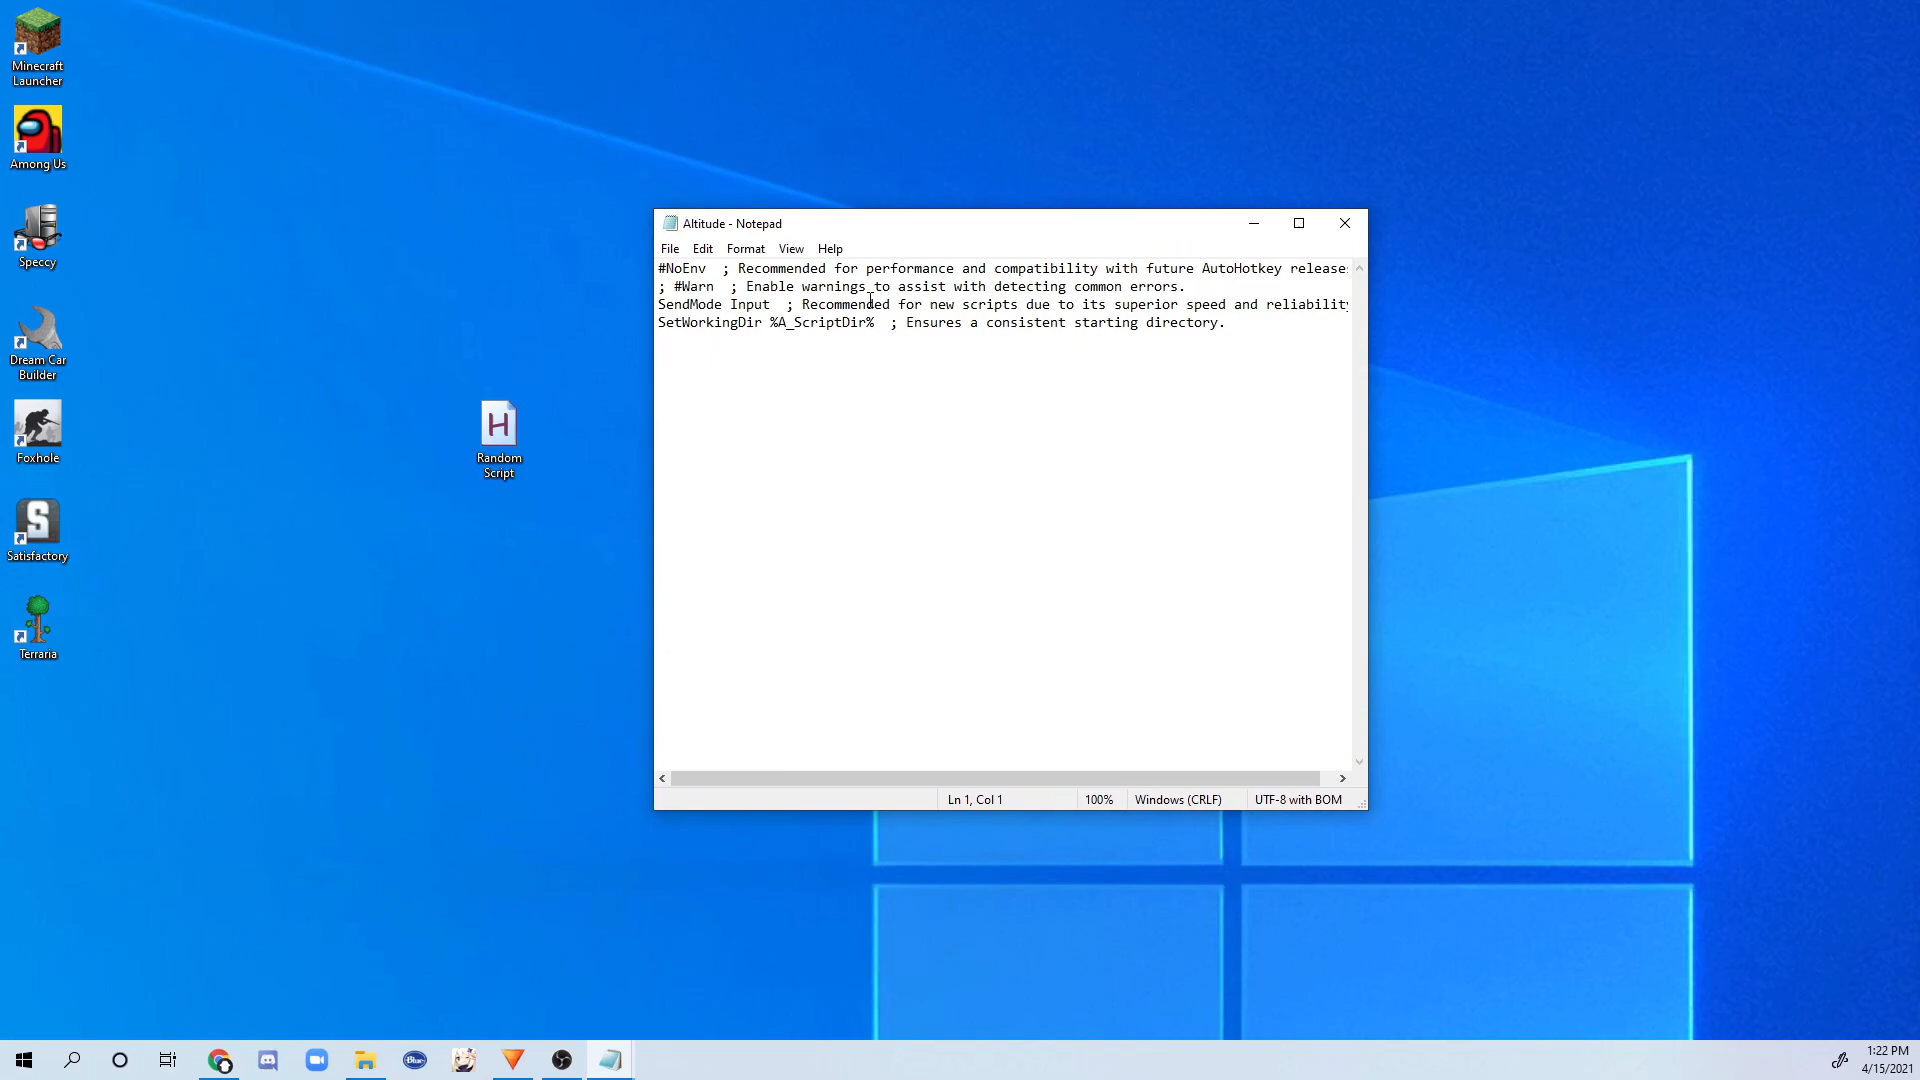 Minecraft
Launcher
Among Us
Speccy
Dream Car
Builder
Foxhole
Satisfactory
Terraria
H
Random
Script
Altitude - Notepad
File Edit Format View Help
#NoEnv  ; Recommended for performance and compatibility with future AutoHotkey releases
; #Warn  ; Enable warnings to assist with detecting common errors.
SendMode Input  ; Recommended for new scripts due to its superior speed and reliability
SetWorkingDir %A_ScriptDir%  ; Ensures a consistent starting directory.
Ln 1, Col 1 100% Windows (CRLF) UTF-8 with BOM
Blue
1:22 PM
4/15/2021